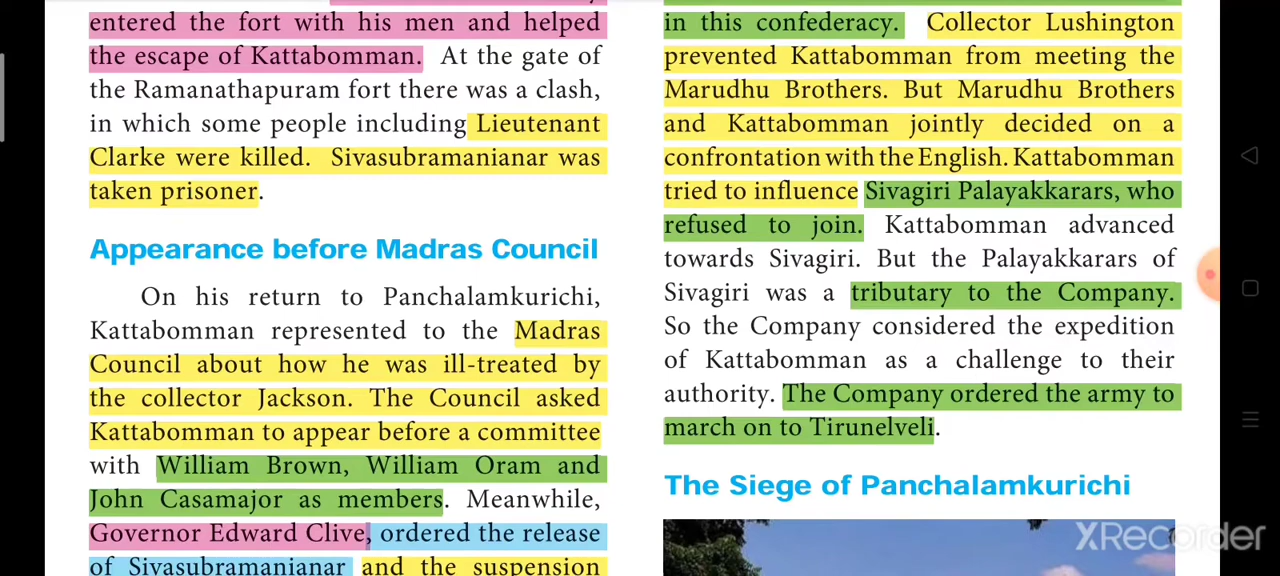 entered the fort with his men and helped
the escape of Kattabomman. At the gate of
the Ramanathapuram fort there was a clash,
in which some people including Lieutenant
Clarke were killed. Sivasubramanianar was
taken prisoner.
Appearance before Madras Council
On his return to Panchalamkurichi,
Kattabomman represented to the Madras
Council about how he was ill-treated by
the collector Jackson. The Council asked
Kattabomman to appear before a committee
with William Brown, William Oram and
John Casamajor as members. Meanwhile,
Governor Edward Clive, ordered the release
of Sivasubramanianar and the suspension
in this confederacy. Collector Lushington
prevented Kattabomman from meeting the
Marudhu Brothers. But Marudhu Brothers
and Kattabomman jointly decided on a
confrontation with the English. Kattabomman
tried to influence Sivagiri Palayakkarars, who
refused to join. Kattabomman advanced
towards Sivagiri. But the Palayakkarars of
Sivagiri was a tributary to the Company.
So the Company considered the expedition
of Kattabomman as a challenge to their
authority. The Company ordered the army to
march on to Tirunelveli.
The Siege of Panchalamkurichi
XRecorder